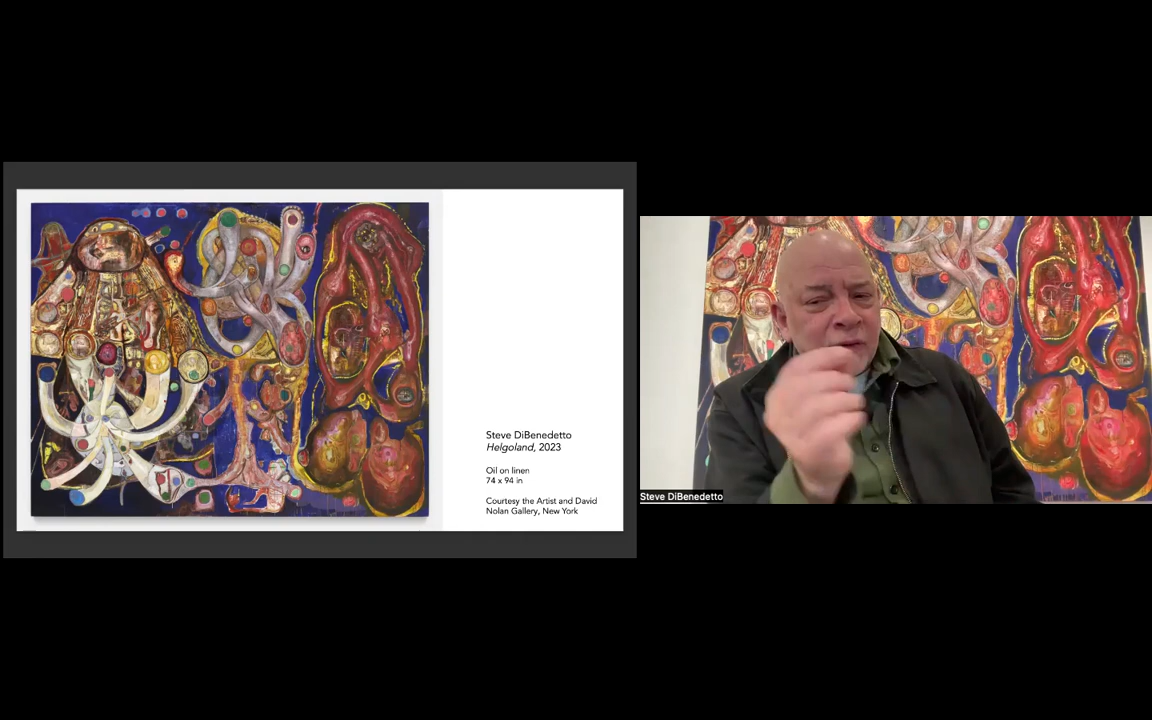 Steve DiBenedetto
Helgoland, 2023
Oil on linen
74 x 94 in
Courtesy the Artist and David
Nolan Gallery, New York
Steve DiBenedetto